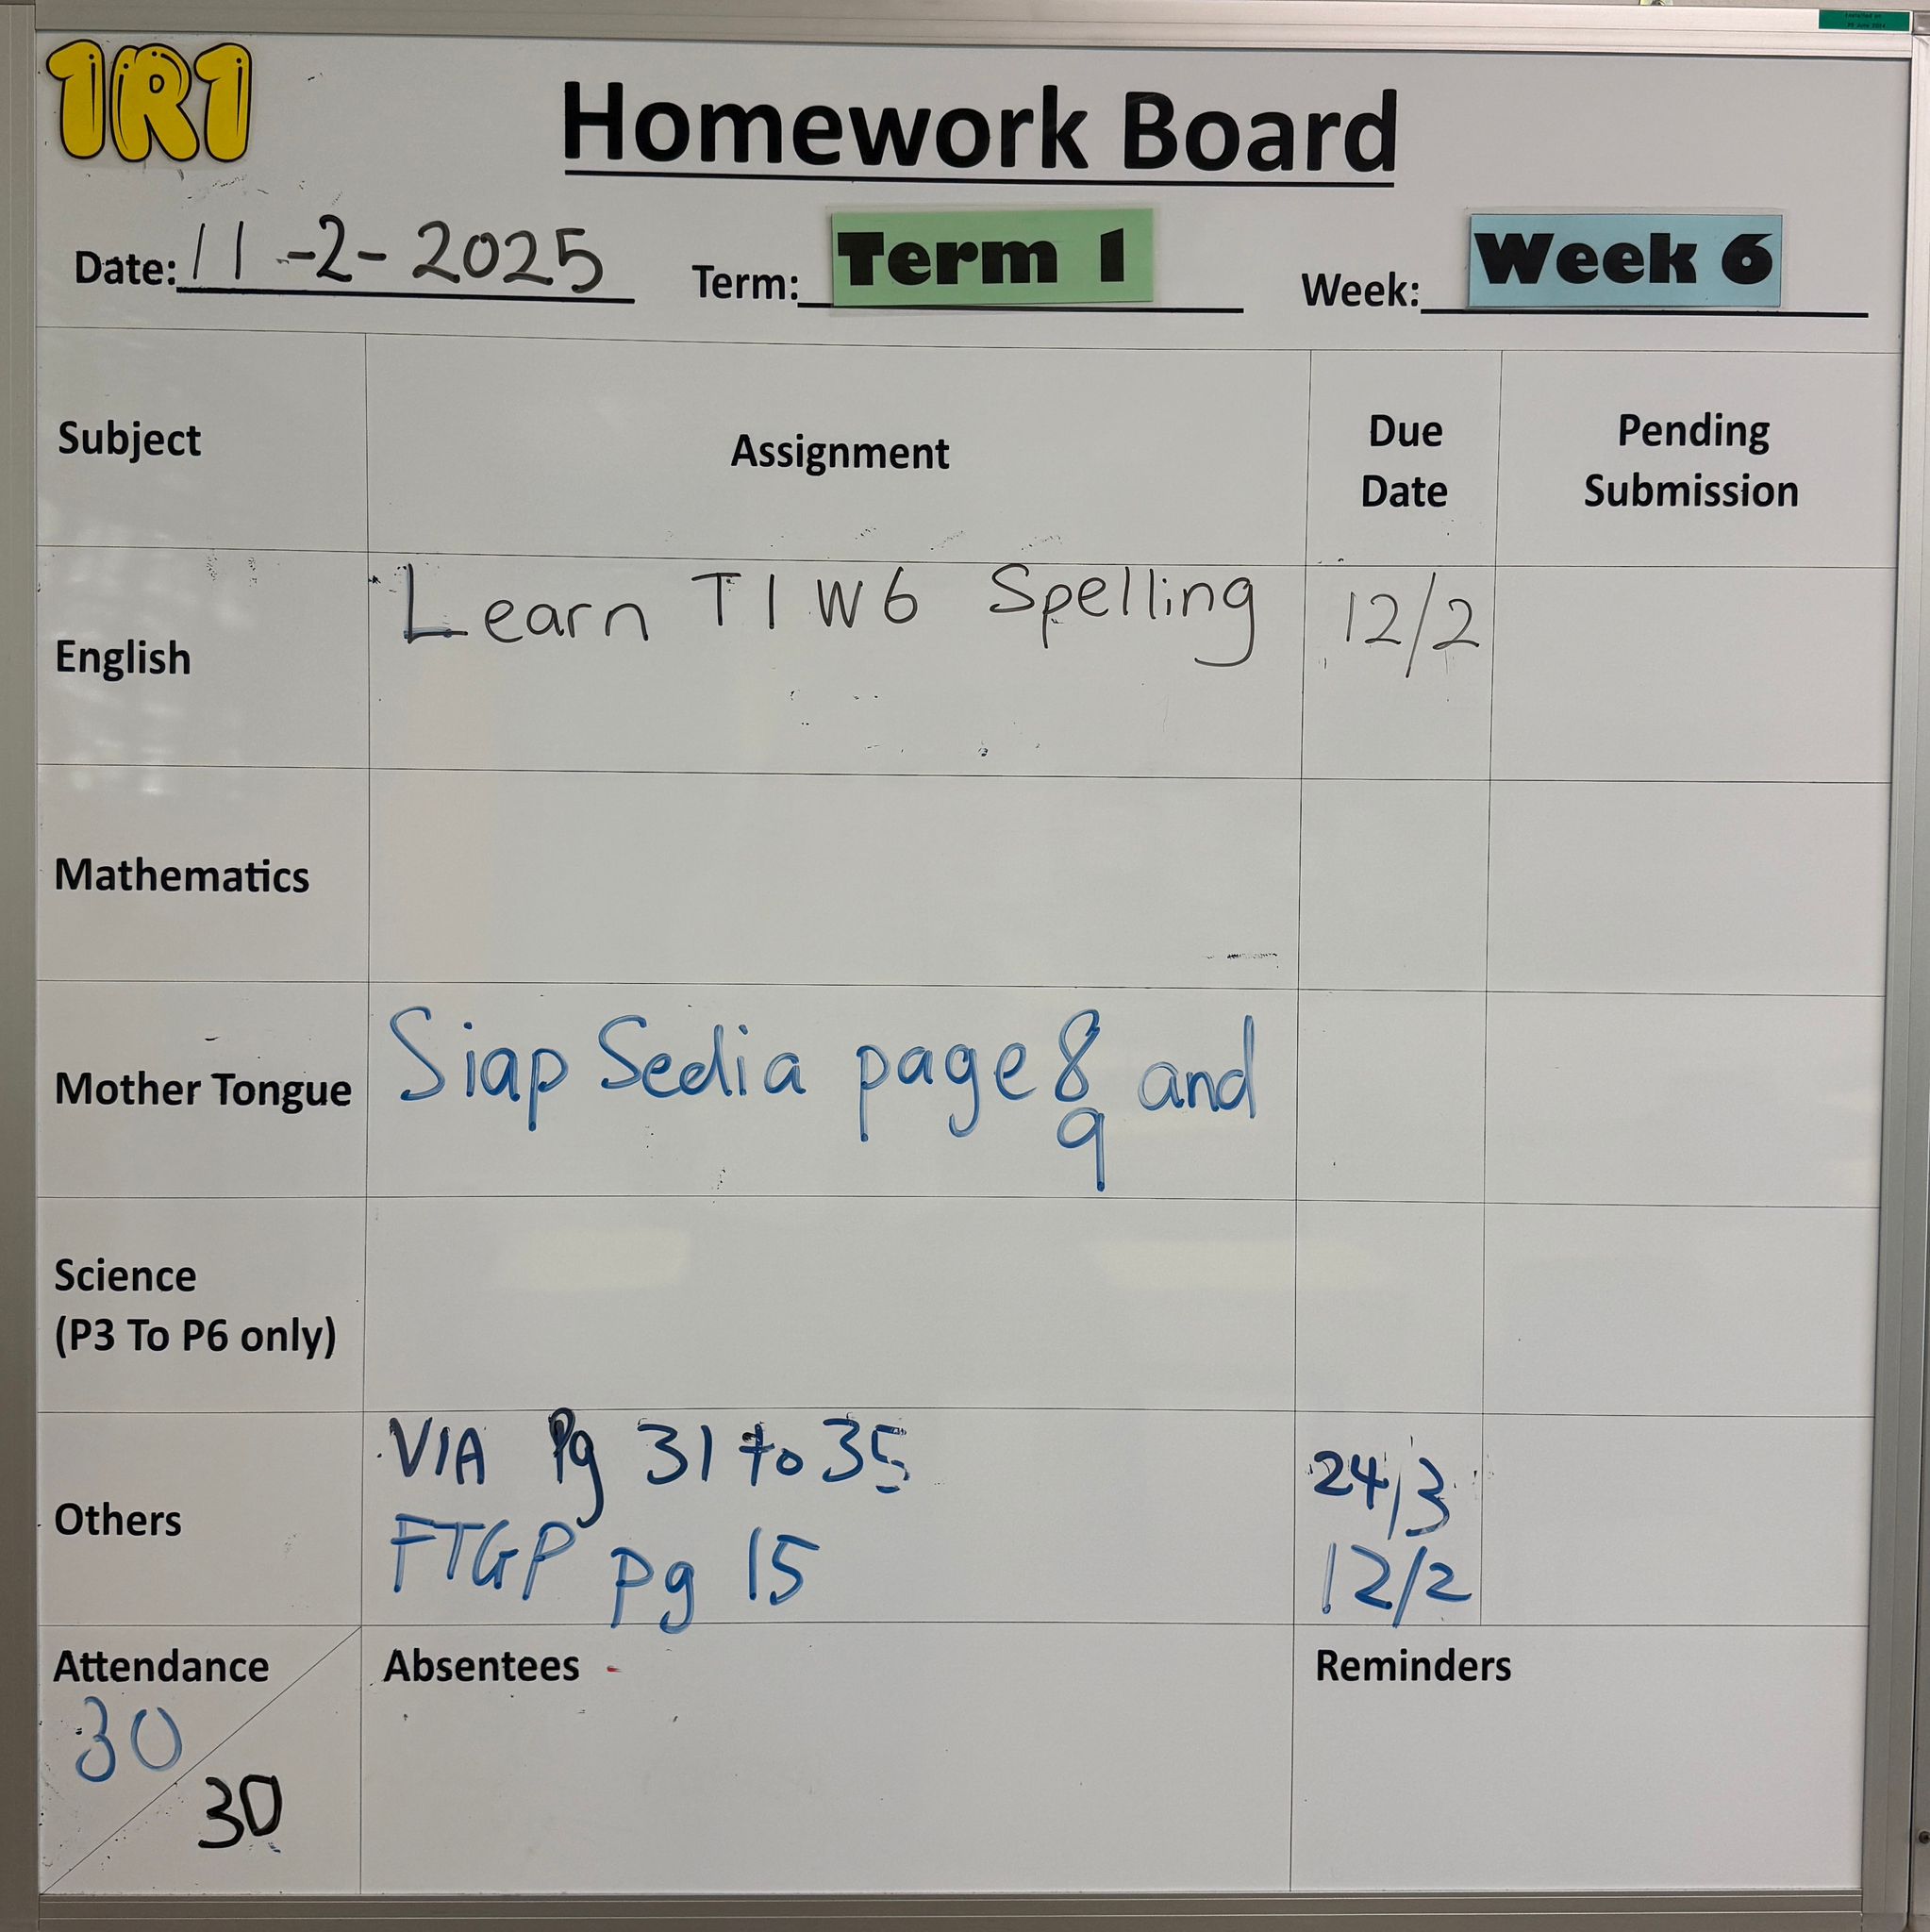 1R1
Homework Board
Date: 11-2-2025 Term: Term 1 Week: Week 6
Subject Assignment Due Date Pending Submission
English Learn T1W6 Spelling 12/2
Mathematics
Mother Tongue Siap Sedia page 8 and
9
Science
(P3 To P6 only)
Others
VIA Pg 31 to 35 24/3
FTGP pg 15 12/2
Attendance Absentees - Reminders
30
30